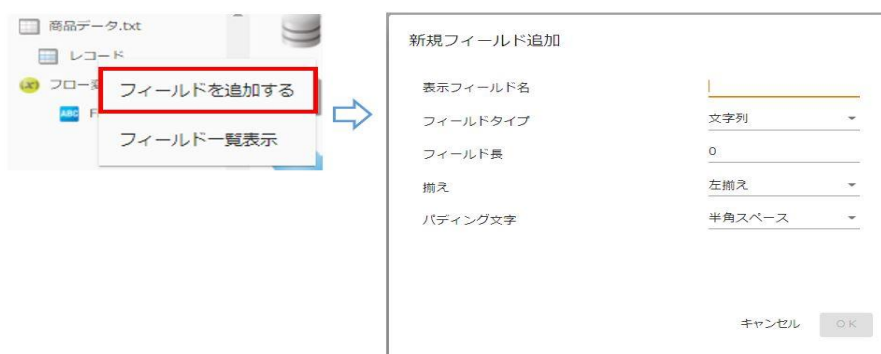 商品データ.txt
レコード
フロー変
フィールドを追加する
ABC F
フィールド一覧表示
新規フィールド追加
表示フィールド名
フィールドタイプ 文字列
フィールド長 0
揃え 左揃え
パディング文字 半角スペース
キャンセル OK